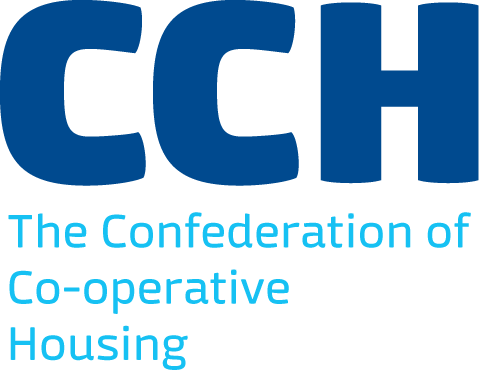 CCH
The Confederation of
Co-operative
Housing